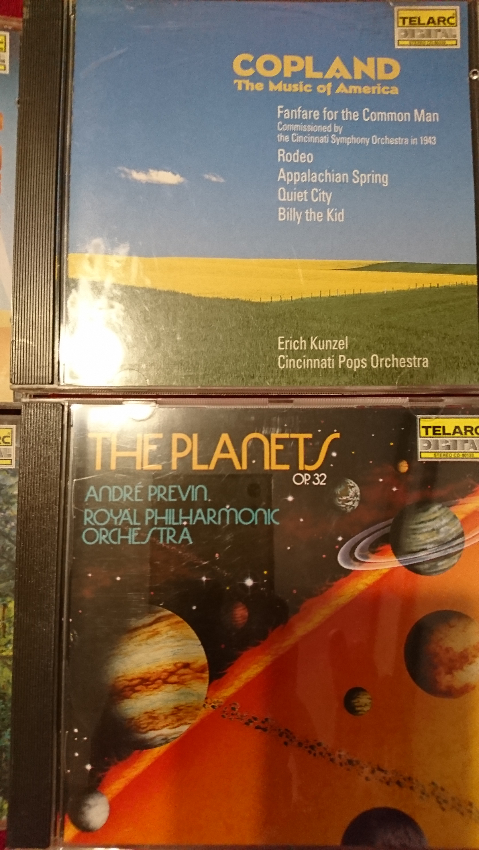 TELARC
DIGITAL
COPLAND
The Music of America
Fanfare for the Common Man
Commissioned by
the Cincinnati Symphony Orchestra in 1943
Rodeo
Appalachian Spring
Quiet City
Billy the Kid
Erich Kunzel
Cincinnati Pops Orchestra
THE PLANETS
OP. 32
ANDRÉ PREVIN.
ROYAL PHILHARMONIC
ORCHESTRA
TELARC
DIGITAL